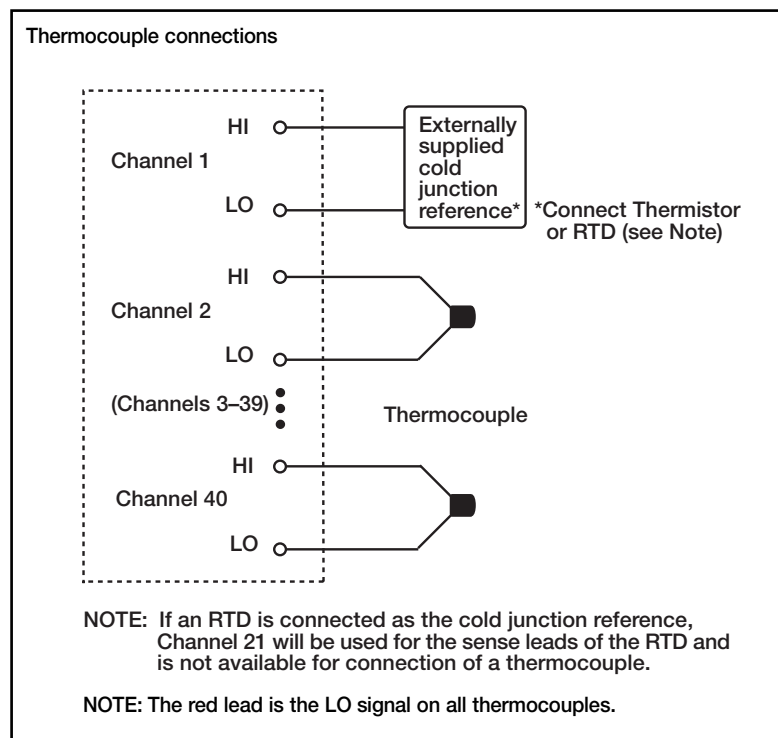 Thermocouple connections
HI
Externally
supplied
cold
junction
reference*
Channel 1
LO
*Connect Thermistor
or RTD (see Note)
HI
Channel 2
LO
(Channels 3–39)
Thermocouple
HI
Channel 40
LO
NOTE: If an RTD is connected as the cold junction reference,
Channel 21 will be used for the sense leads of the RTD and
is not available for connection of a thermocouple.
NOTE: The red lead is the LO signal on all thermocouples.